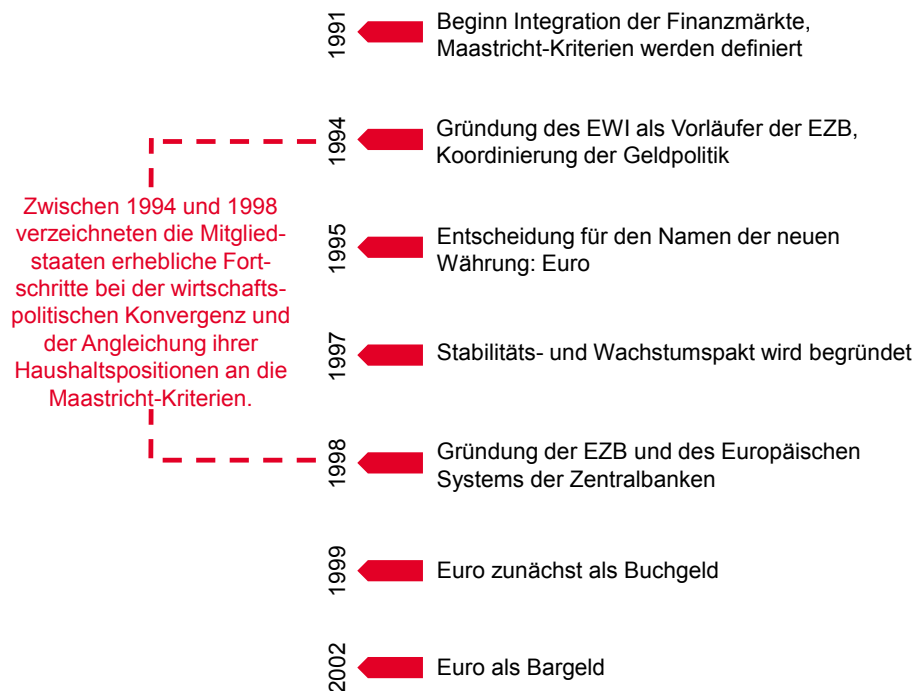 1991
Beginn Integration der Finanzmärkte,
Maastricht-Kriterien werden definiert
1994
Gründung des EWI als Vorläufer der EZB,
Koordinierung der Geldpolitik
Zwischen 1994 und 1998
verzeichneten die Mitglied-
staaten erhebliche Fort-
schritte bei der wirtschafts-
politischen Konvergenz und
der Angleichung ihrer
Haushaltspositionen an die
Maastricht-Kriterien.
1995
Entscheidung für den Namen der neuen
Währung: Euro
1997
Stabilitäts- und Wachstumspakt wird begründet
1998
Gründung der EZB und des Europäischen
Systems der Zentralbanken
1999
Euro zunächst als Buchgeld
2002
Euro als Bargeld